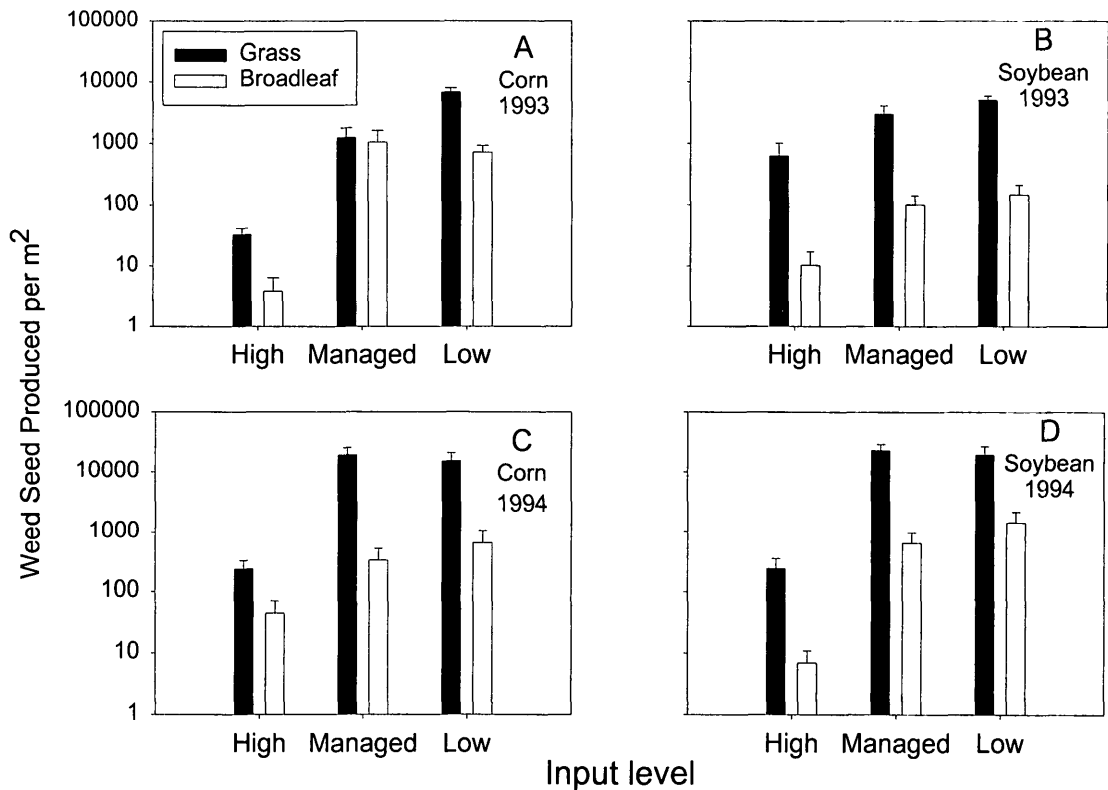 Weed Seed Produced per m²
100000
10000
1000
100
10
1
Grass
Broadleaf
A
Corn
1993
High Managed Low
B
Soybean
1993
High Managed Low
100000
10000
1000
100
10
1
C
Corn
1994
High Managed Low
D
Soybean
1994
High Managed Low
Input level